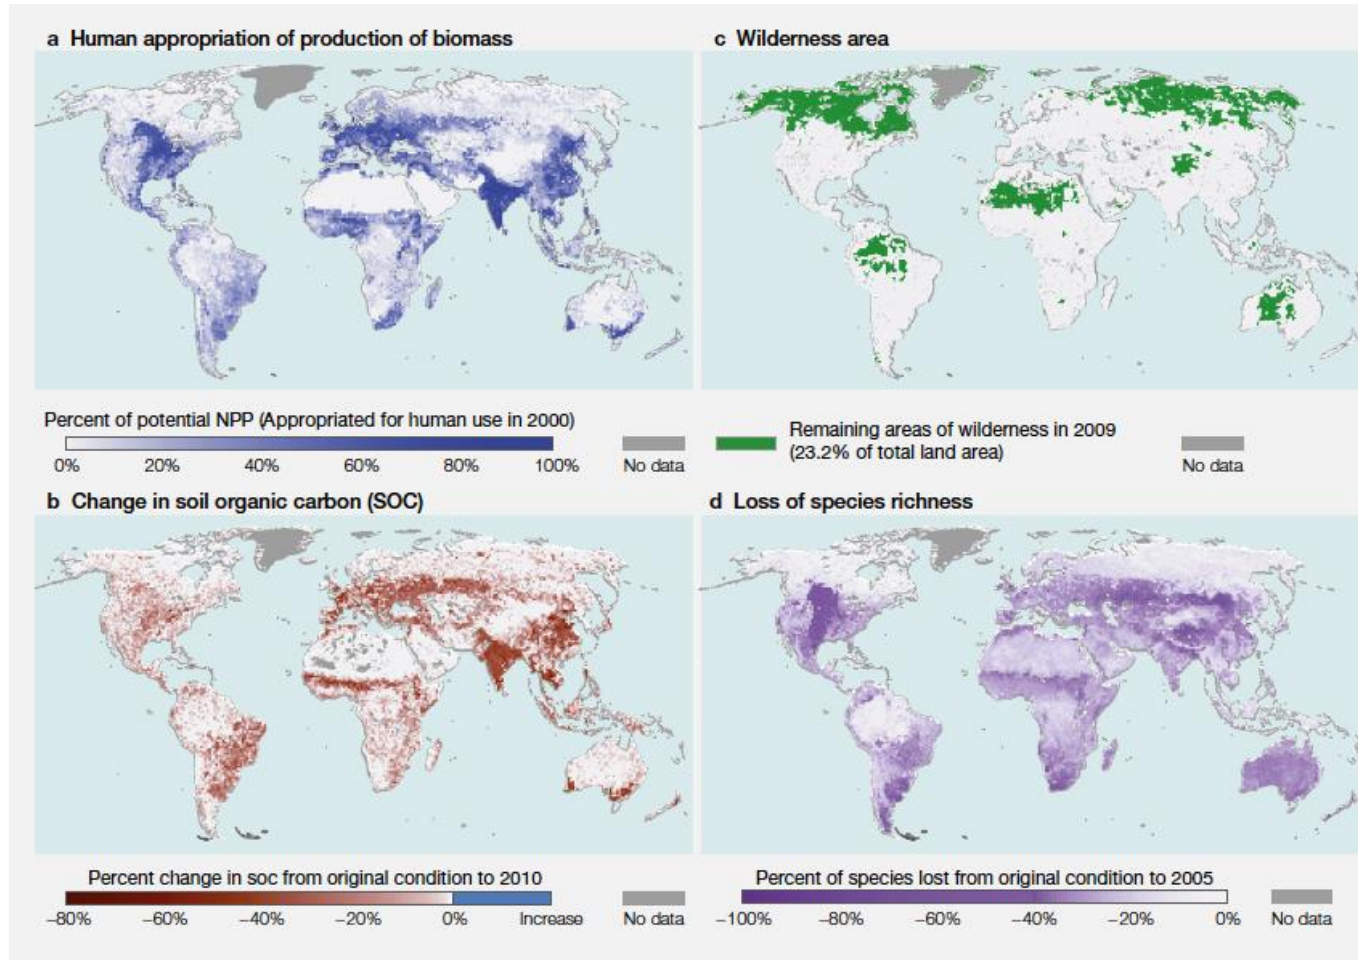 a Human appropriation of production of biomass
Percent of potential NPP (Appropriated for human use in 2000)
0% 20% 40% 60% 80% 100% No data
c Wilderness area
Remaining areas of wilderness in 2009
(23.2% of total land area)
No data
b Change in soil organic carbon (SOC)
Percent change in soc from original condition to 2010
–80% –60% –40% –20% 0% Increase No data
d Loss of species richness
Percent of species lost from original condition to 2005
–100% –80% –60% –40% –20% 0% No data